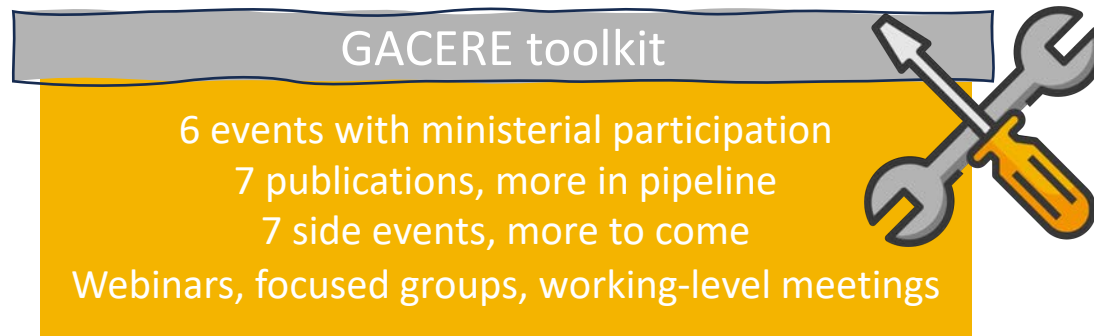 GACERE toolkit
6 events with ministerial participation
7 publications, more in pipeline
7 side events, more to come
Webinars, focused groups, working-level meetings